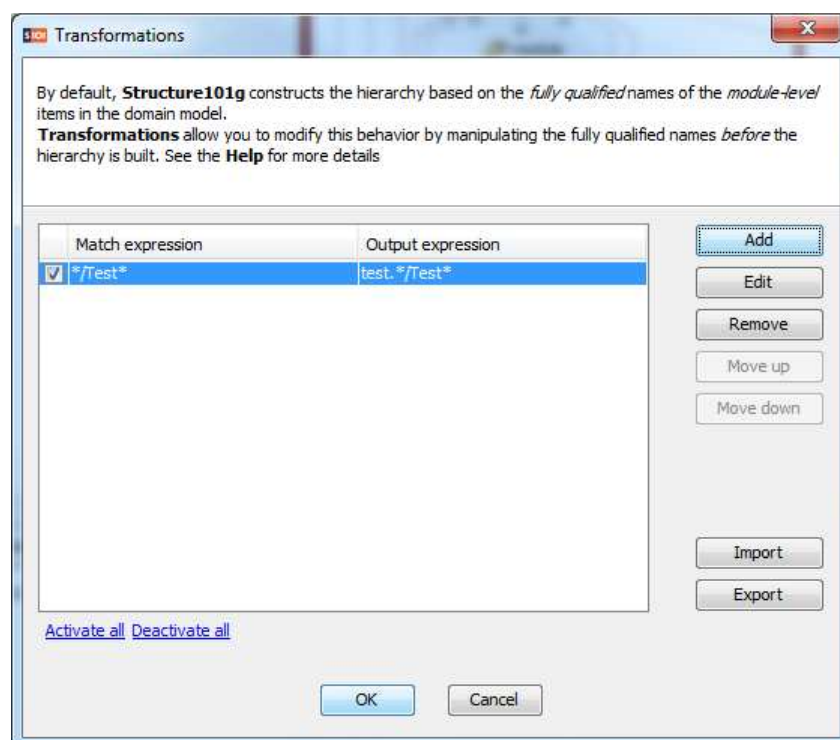 S101 Transformations
By default, Structure101g constructs the hierarchy based on the fully qualified names of the module-level
items in the domain model.
Transformations allow you to modify this behavior by manipulating the fully qualified names before the
hierarchy is built. See the Help for more details
Match expression Output expression
*/Test* test.*/Test*
Add
Edit
Remove
Move up
Move down
Import
Export
Activate all Deactivate all
OK Cancel